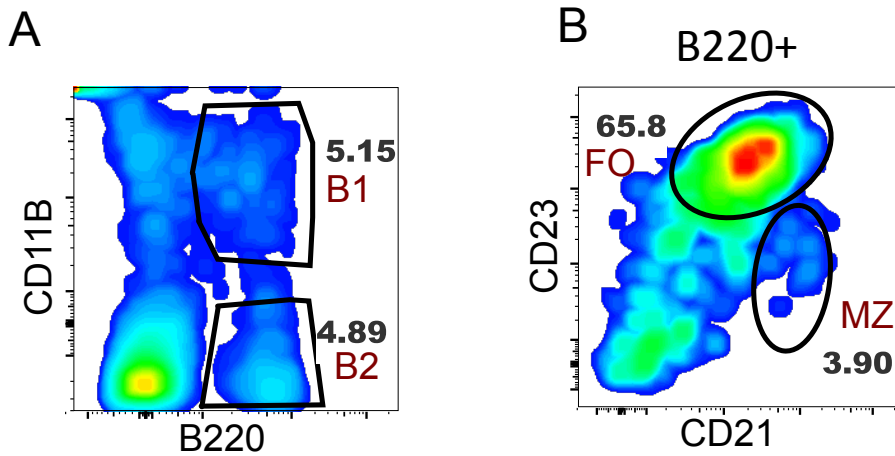 A
CD11B
5.15
B1
4.89
B2
B220
B
B220+
CD23
65.8
FO
MZ
3.90
CD21